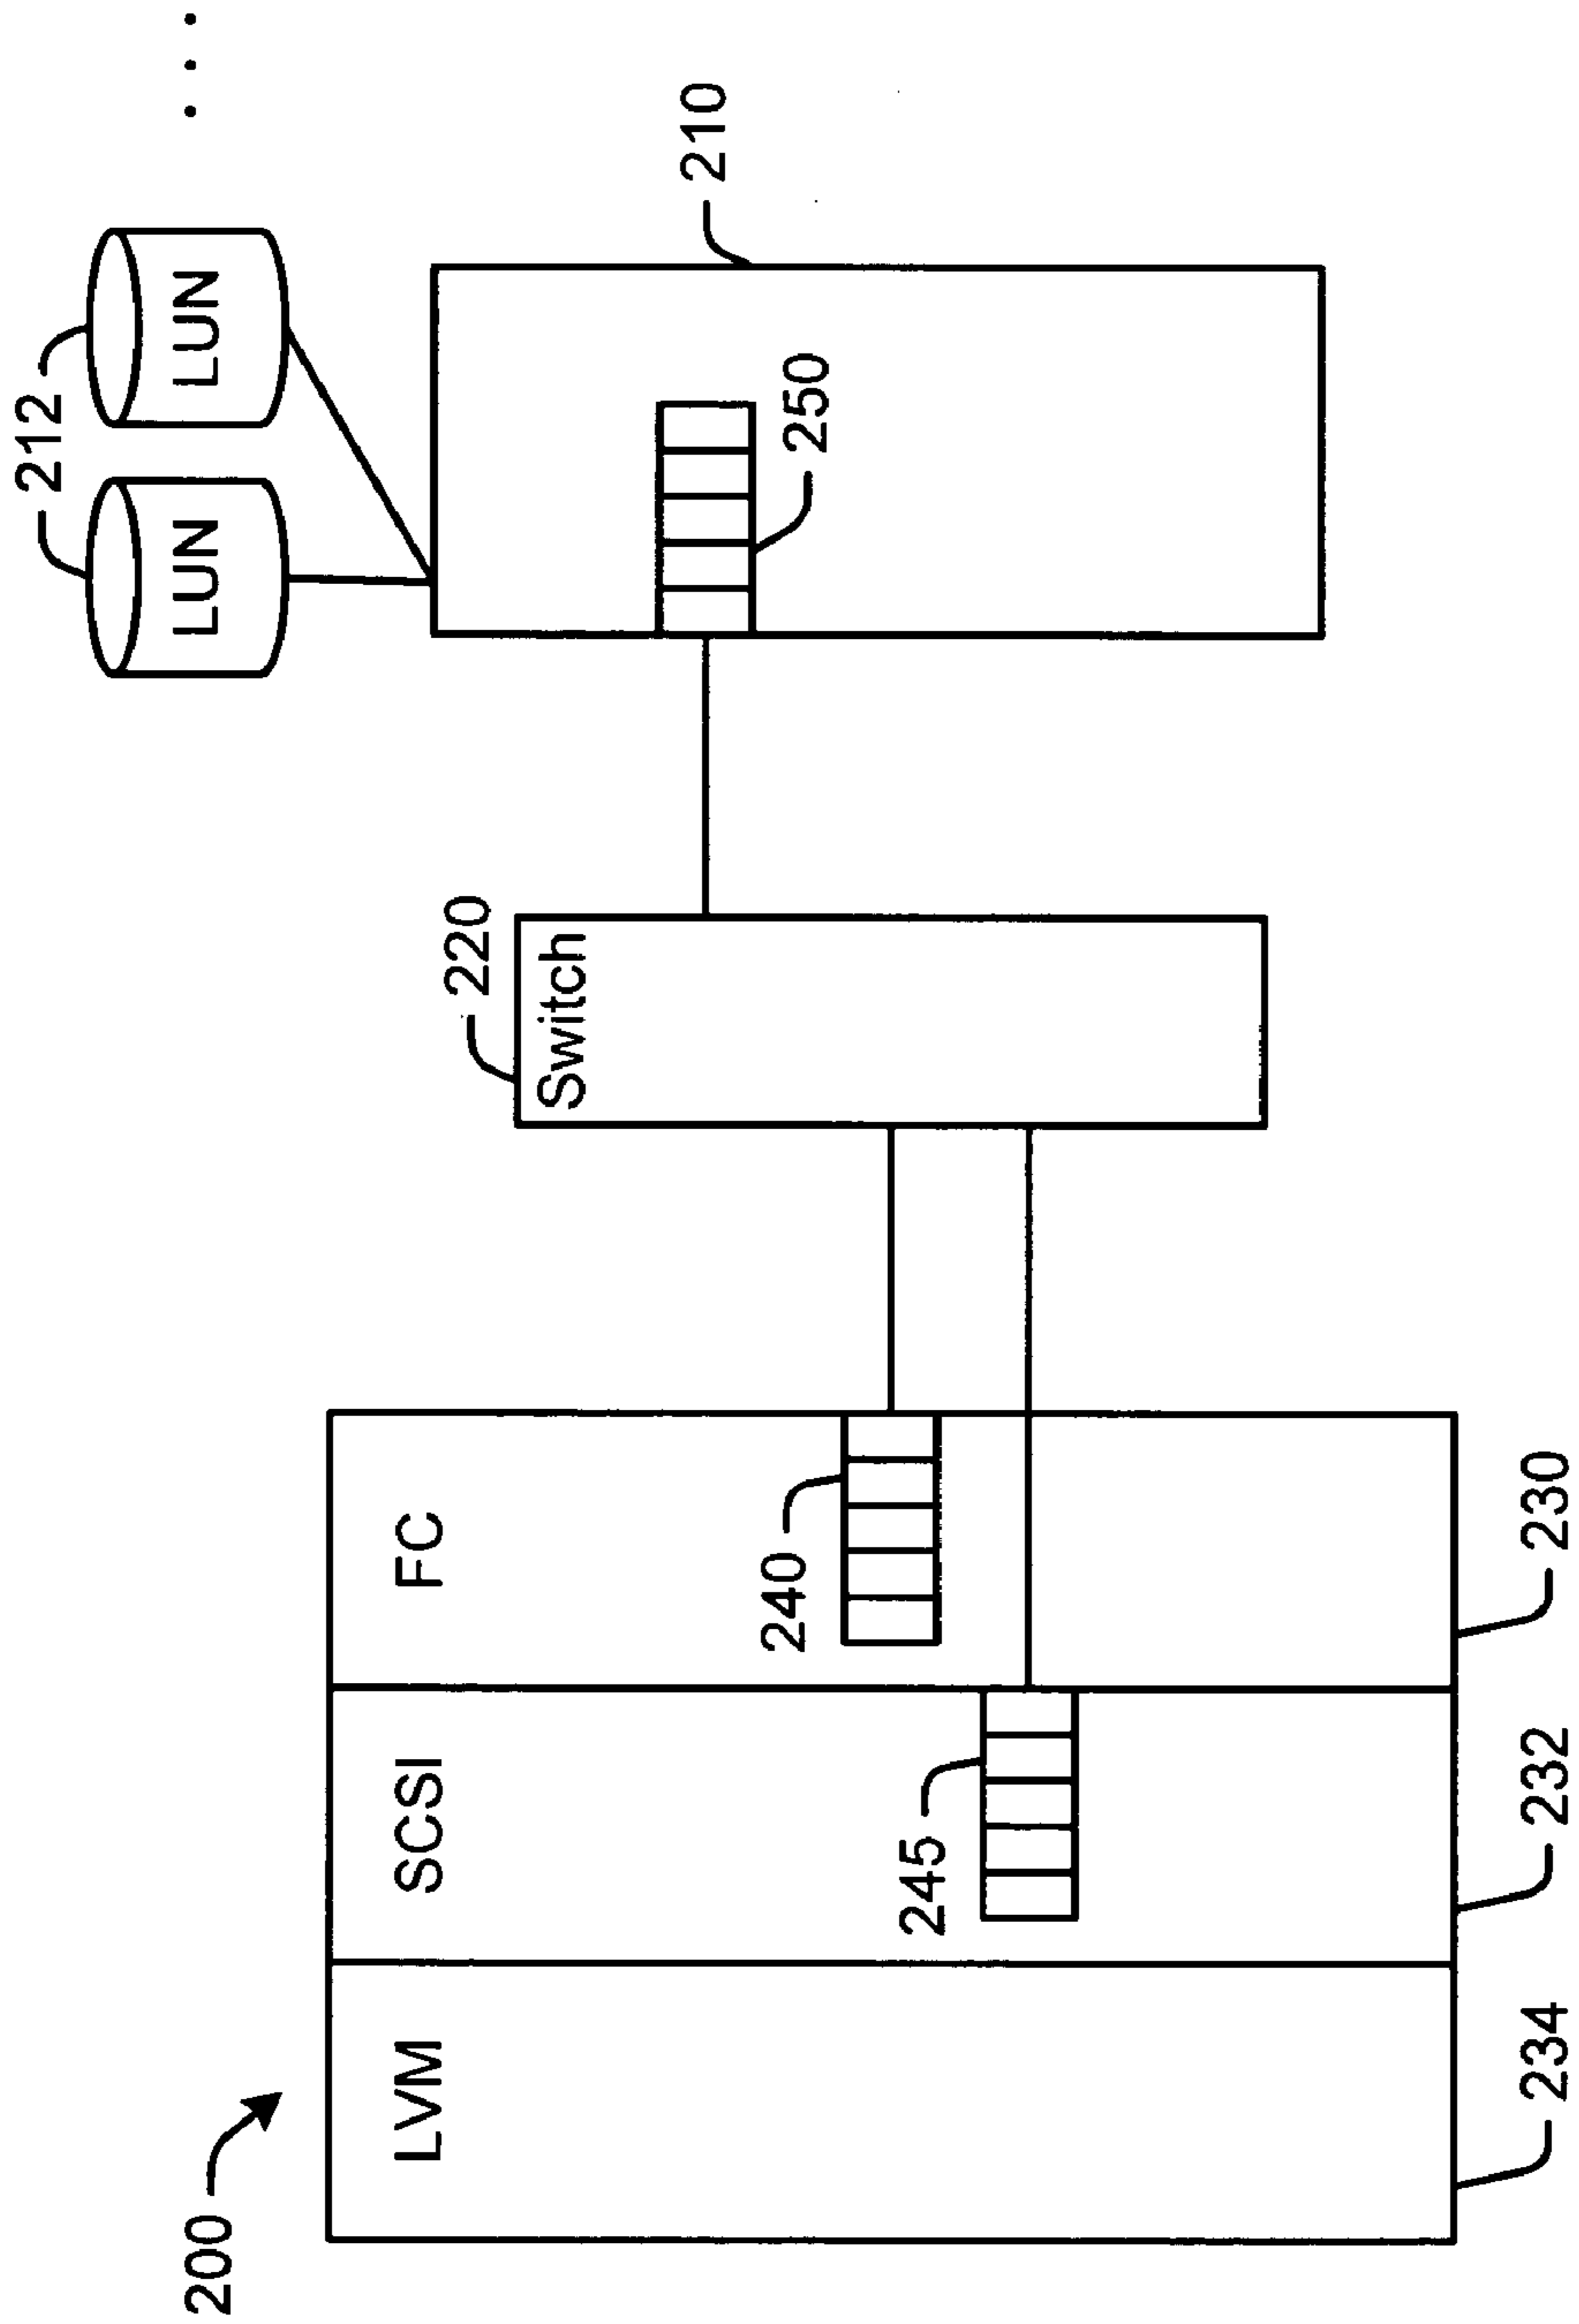 200
LVM
SCSI
FC
240
245
234
232
230
220
Switch
212
LUN
LUN
. . .
210
250